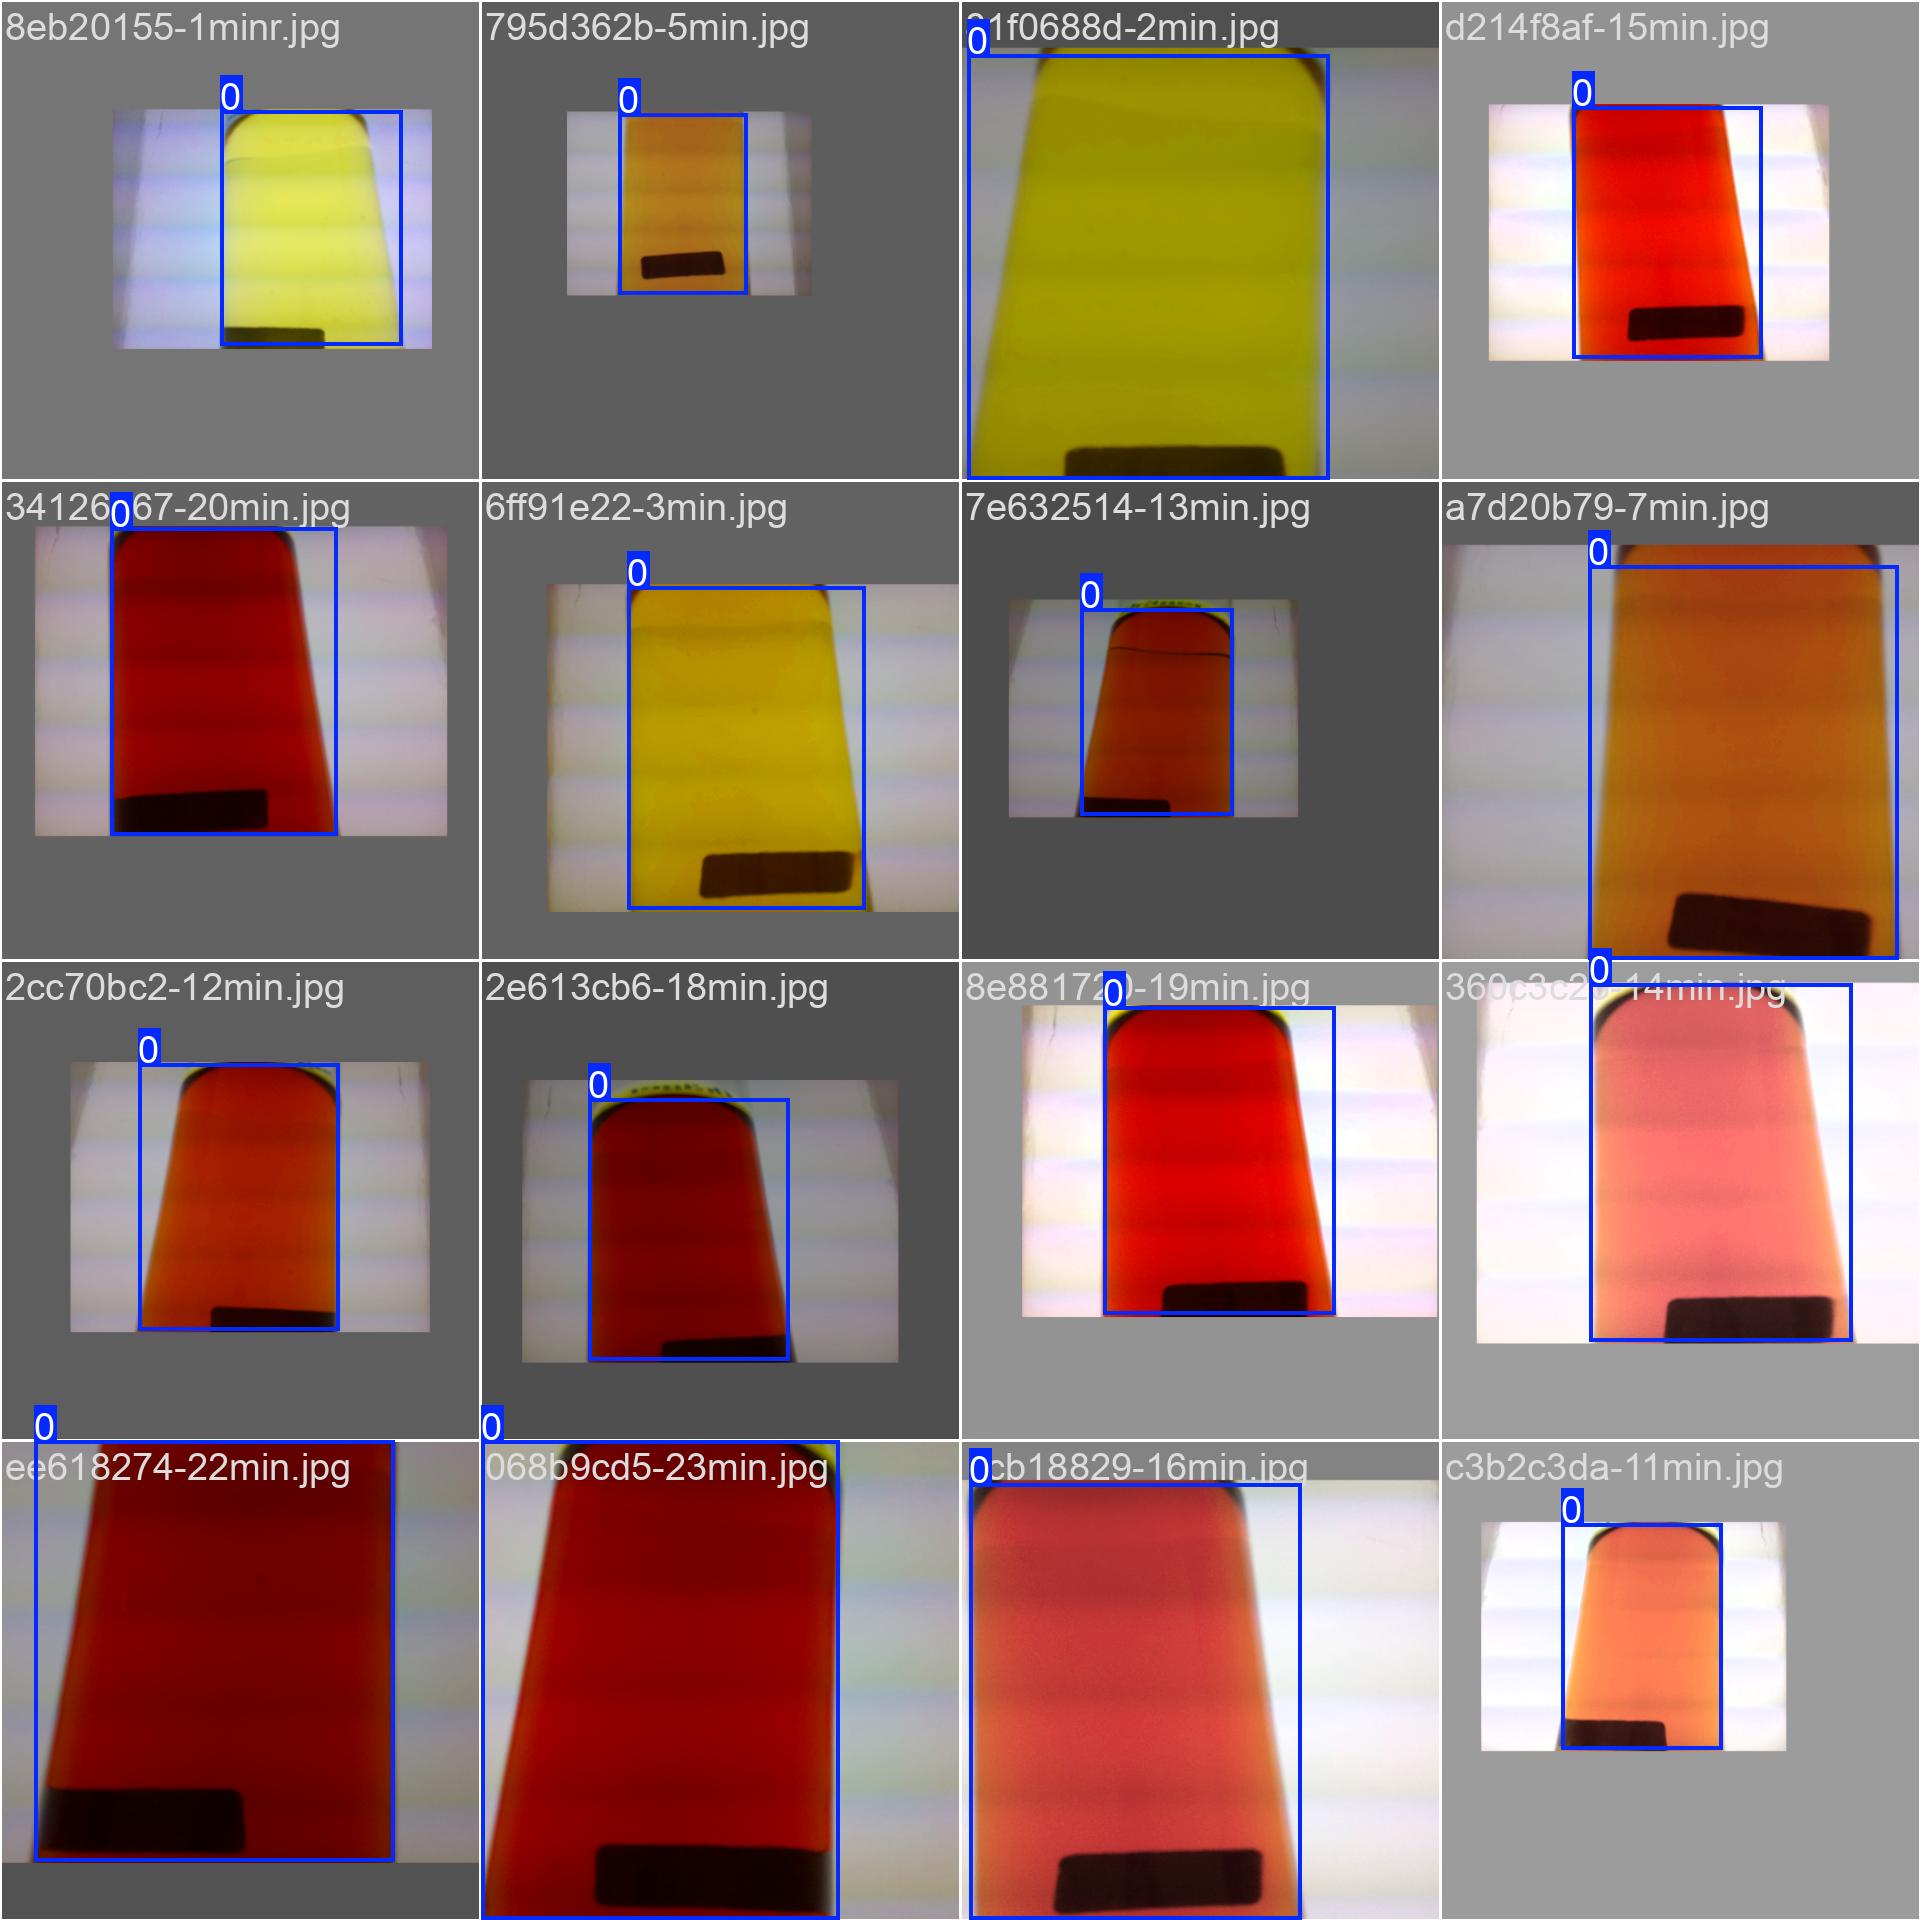 8eb20155-1minr.jpg
0
795d362b-5min.jpg
0
1f0688d-2min.jpg
0
d214f8af-15min.jpg
0
34126
67-20min.jpg
0
6ff91e22-3min.jpg
0
7e632514-13min.jpg
0
a7d20b79-7min.jpg
0
2cc70bc2-12min.jpg
0
2e613cb6-18min.jpg
0
8e88172
-19min.jpg
0
360c3c2
-14min.jpg
0
ee618274-22min.jpg
0
068b9cd5-23min.jpg
0
cb18829-16min.jpg
0
c3b2c3da-11min.jpg
0